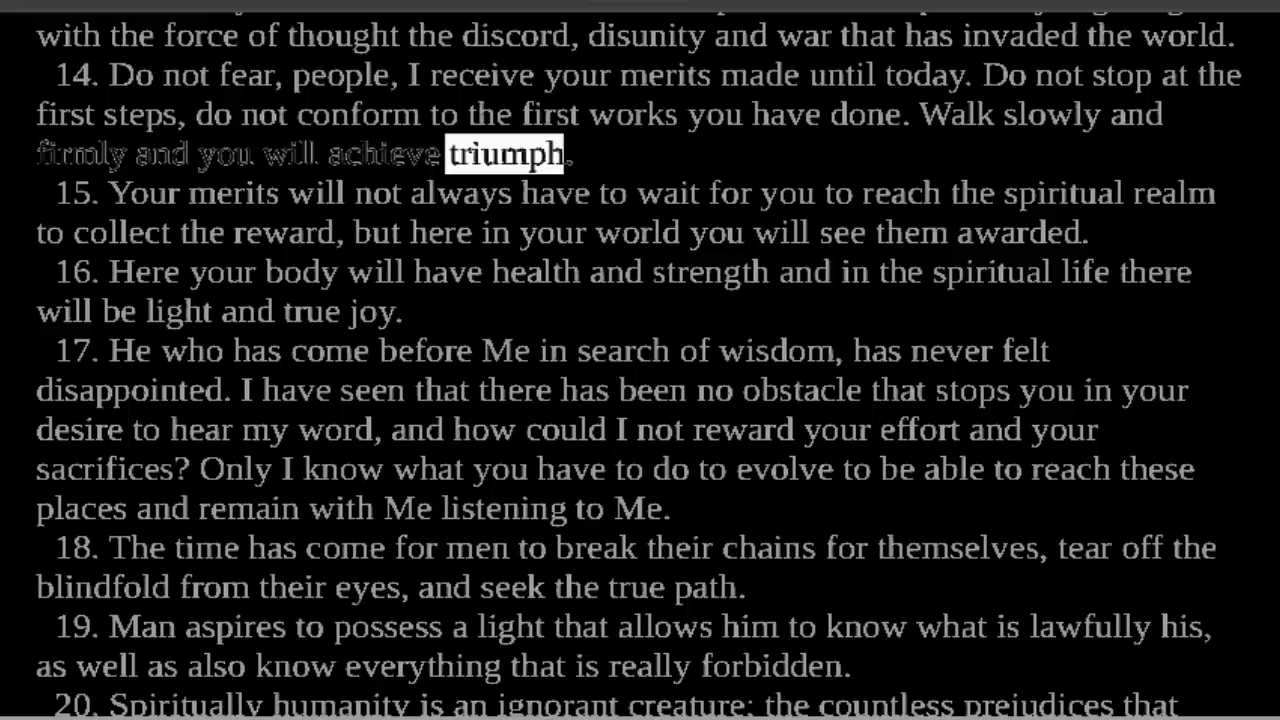 with the force of thought the discord, disunity and war that has invaded the world.
14. Do not fear, people, I receive your merits made until today. Do not stop at the
first steps, do not conform to the first works you have done. Walk slowly and
firmly and you will achieve triumph.
15. Your merits will not always have to wait for you to reach the spiritual realm
to collect the reward, but here in your world you will see them awarded.
16. Here your body will have health and strength and in the spiritual life there
will be light and true joy.
17. He who has come before Me in search of wisdom, has never felt
disappointed. I have seen that there has been no obstacle that stops you in your
desire to hear my word, and how could I not reward your effort and your
sacrifices? Only I know what you have to do to evolve to be able to reach these
places and remain with Me listening to Me.
18. The time has come for men to break their chains for themselves, tear off the
blindfold from their eyes, and seek the true path.
19. Man aspires to possess a light that allows him to know what is lawfully his,
as well as also know everything that is really forbidden.
20. Spiritually humanity is an ignorant creature; the countless prejudices that